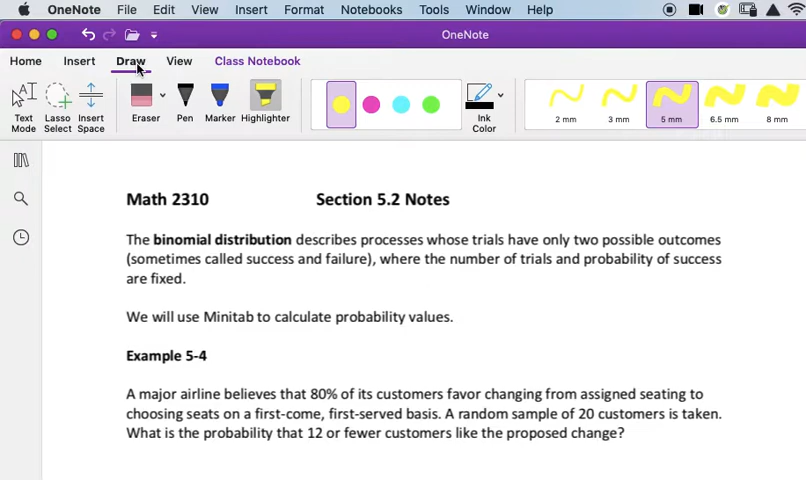 OneNote File Edit View Insert Format Notebooks Tools Window Help
OneNote
Home Insert Draw View Class Notebook
Text Mode
Lasso Select
Insert Space
Eraser
Pen
Marker
Highlighter
Ink Color
2 mm
3 mm
5 mm
6.5 mm
8 mm
Math 2310 Section 5.2 Notes
The binomial distribution describes processes whose trials have only two possible outcomes
(sometimes called success and failure), where the number of trials and probability of success
are fixed.
We will use Minitab to calculate probability values.
Example 5-4
A major airline believes that 80% of its customers favor changing from assigned seating to
choosing seats on a first-come, first-served basis. A random sample of 20 customers is taken.
What is the probability that 12 or fewer customers like the proposed change?